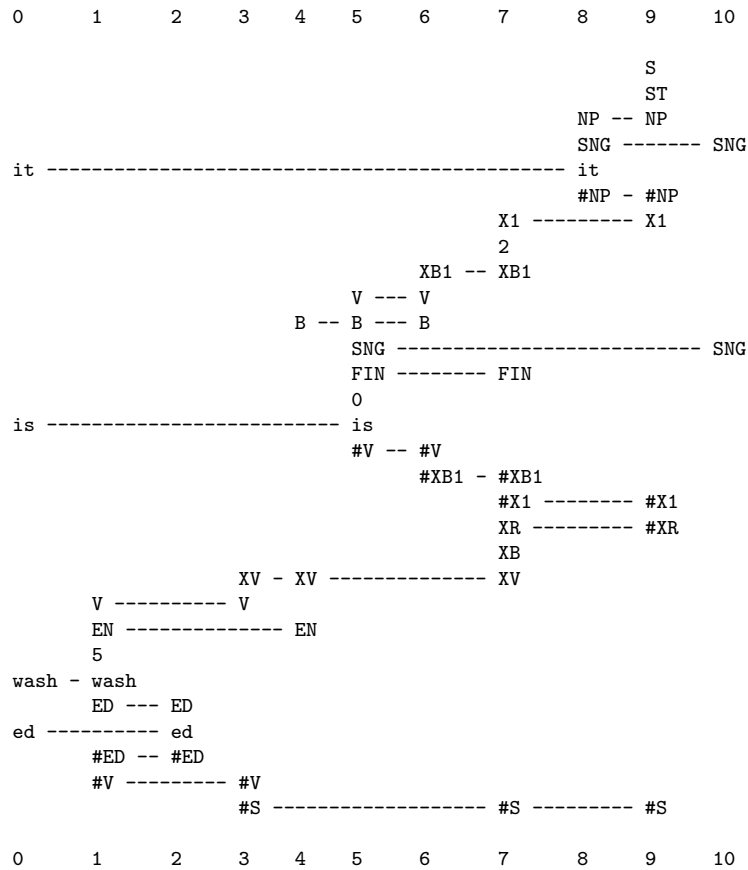 0 1 2 3 4 5 6 7 8 9 10
S
ST
NP -- NP
SNG ------- SNG
it ---------------------------------------------- it
#NP - #NP
X1 --------- X1
2
XB1 -- XB1
V --- V
B -- B --- B
SNG --------------------------- SNG
FIN -------- FIN
0
is -------------------------- is
#V -- #V
#XB1 - #XB1
#X1 -------- #X1
XR --------- #XR
XB
XV - XV -------------- XV
V ---------- V
EN -------------- EN
5
wash - wash
ED --- ED
ed ---------- ed
#ED -- #ED
#V --------- #V
#S ------------------- #S --------- #S
0 1 2 3 4 5 6 7 8 9 10